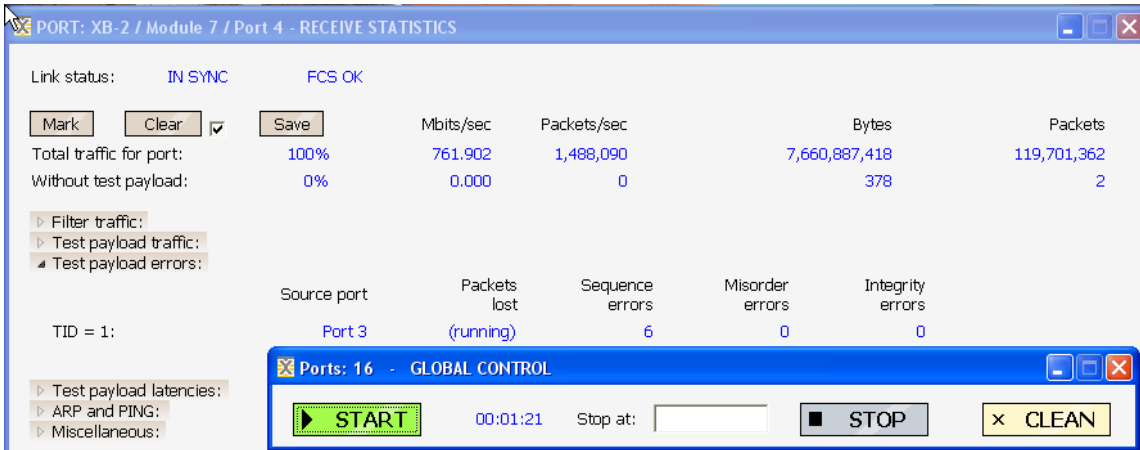 PORT: XB-2 / Module 7 / Port 4 - RECEIVE STATISTICS
Link status: IN SYNC FCS OK
Mark Clear Save Mbits/sec Packets/sec Bytes Packets
Total traffic for port: 100% 761.902 1,488,090 7,660,887,418 119,701,362
Without test payload: 0% 0.000 0 378 2
Filter traffic:
Test payload traffic:
Test payload errors:
Source port Packets lost Sequence errors Misorder errors Integrity errors
TID = 1: Port 3 (running) 6 0 0
Ports: 16 - GLOBAL CONTROL
Test payload latencies:
ARP and PING:
Miscellaneous:
START 00:01:21 Stop at: STOP × CLEAN